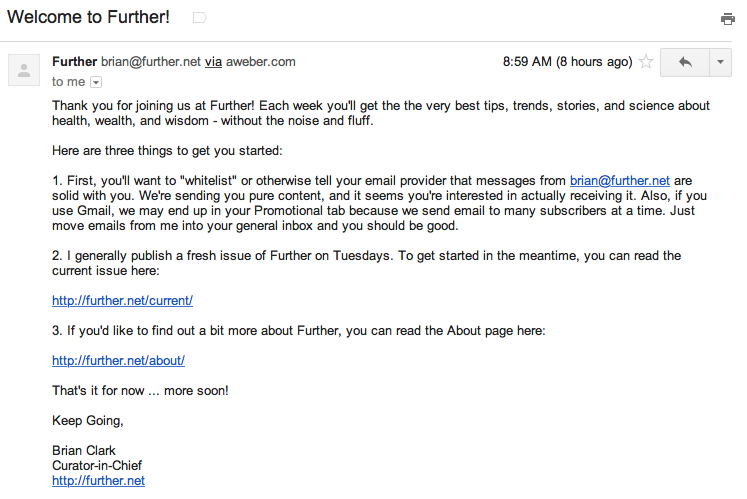 Welcome to Further!
Further brian@further.net via aweber.com
8:59 AM (8 hours ago)
to me
Thank you for joining us at Further! Each week you'll get the the very best tips, trends, stories, and science about
health, wealth, and wisdom - without the noise and fluff.
Here are three things to get you started:
1. First, you'll want to "whitelist" or otherwise tell your email provider that messages from brian@further.net are
solid with you. We're sending you pure content, and it seems you're interested in actually receiving it. Also, if you
use Gmail, we may end up in your Promotional tab because we send email to many subscribers at a time. Just
move emails from me into your general inbox and you should be good.
2. I generally publish a fresh issue of Further on Tuesdays. To get started in the meantime, you can read the
current issue here:
http://further.net/current/
3. If you'd like to find out a bit more about Further, you can read the About page here:
http://further.net/about/
That's it for now ... more soon!
Keep Going,
Brian Clark
Curator-in-Chief
http://further.net